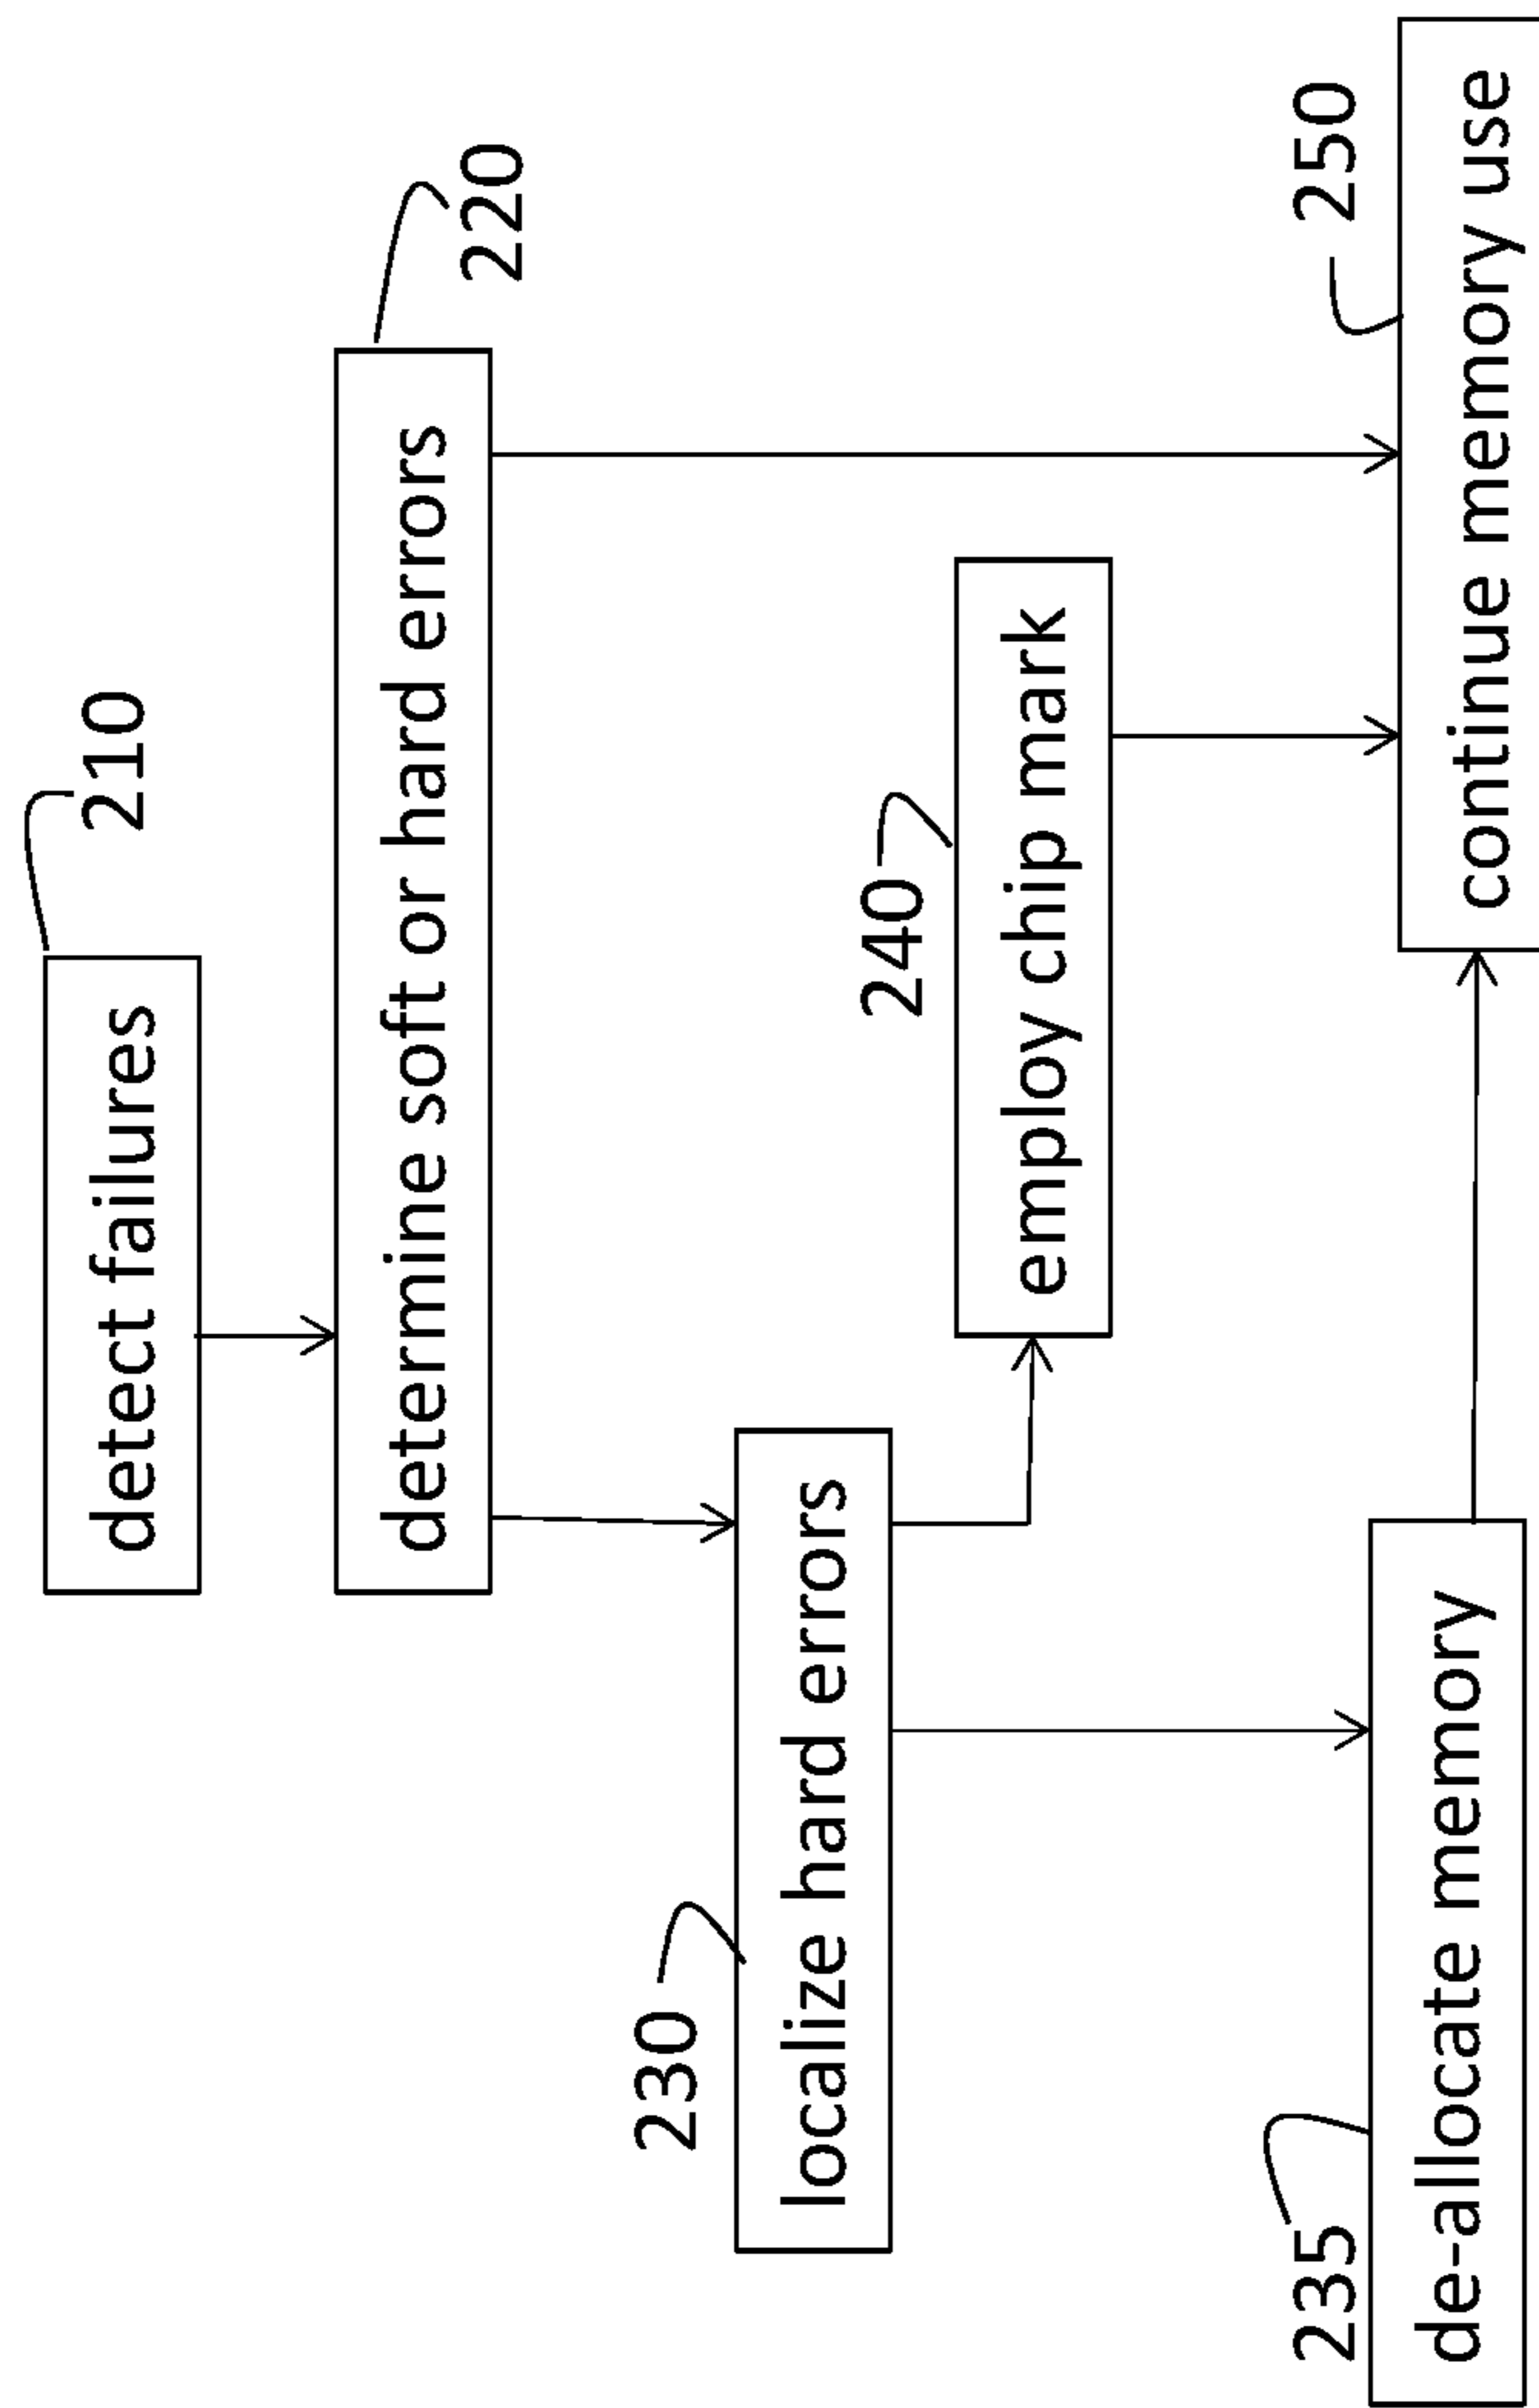 210
detect failures
220
determine soft or hard errors
230
localize hard errors
240
employ chip mark
235
de-allocate memory
250
continue memory use